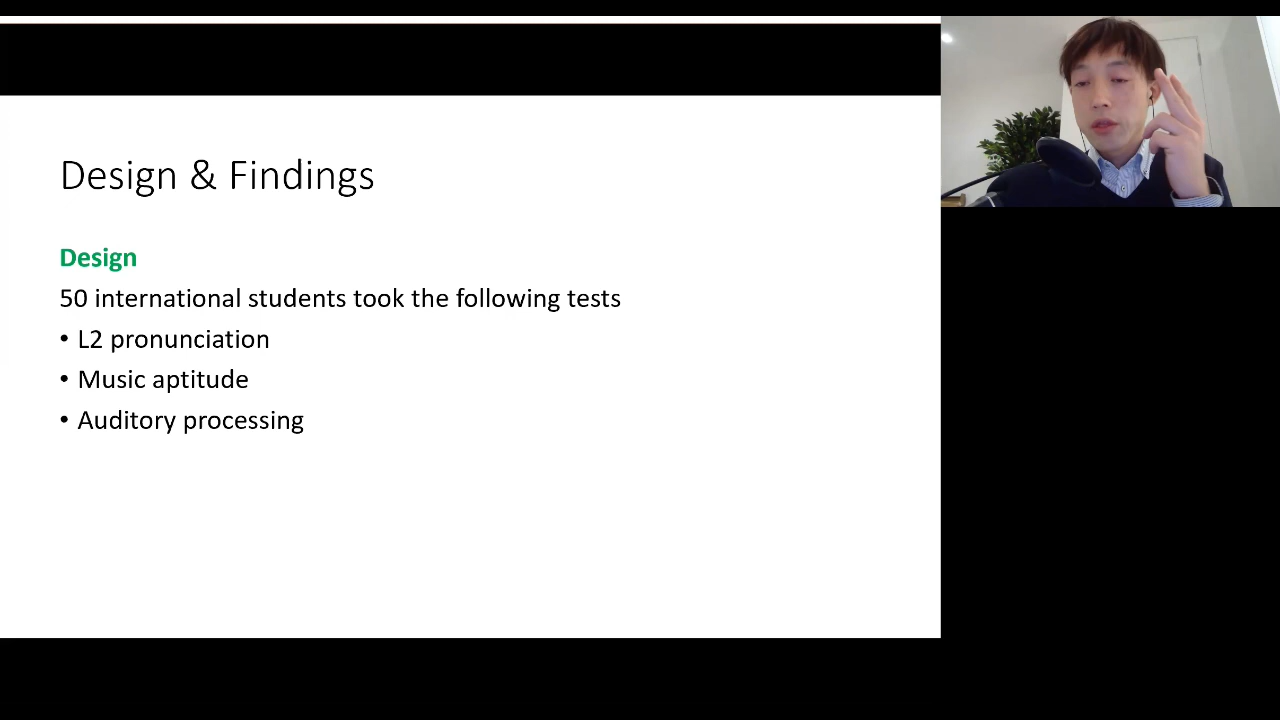 Design & Findings
Design
50 international students took the following tests
• L2 pronunciation
• Music aptitude
• Auditory processing